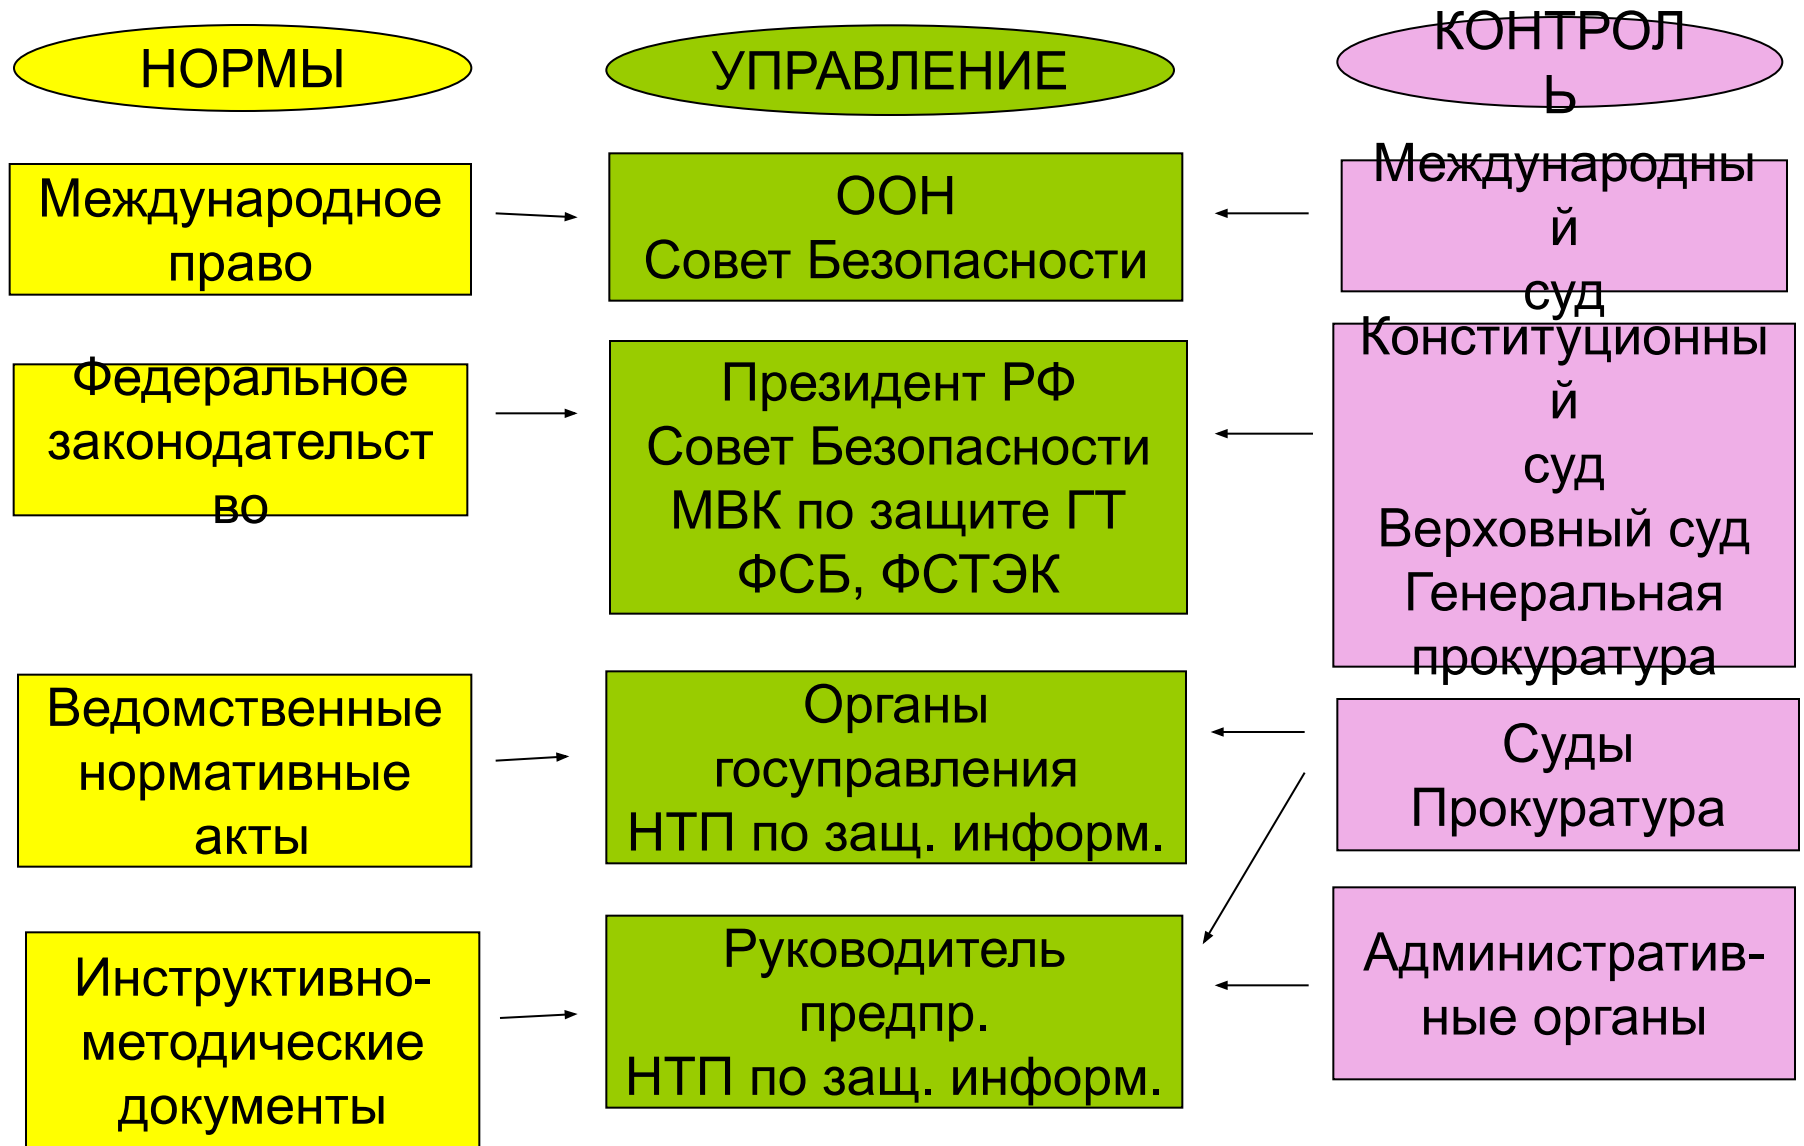 НОРМЫ
УПРАВЛЕНИЕ
КОНТРОЛ
Ь
Международное
право
ООН
Совет Безопасности
Международны
й
суд
Федеральное
законодательст
во
Президент РФ
Совет Безопасности
МВК по защите ГТ
ФСБ, ФСТЭК
Конституционны
й
суд
Верховный суд
Генеральная
прокуратура
Ведомственные
нормативные
акты
Органы
госуправления
НТП по защ. информ.
Суды
Прокуратура
Инструктивно-
методические
документы
Руководитель
предпр.
НТП по защ. информ.
Административ-
ные органы